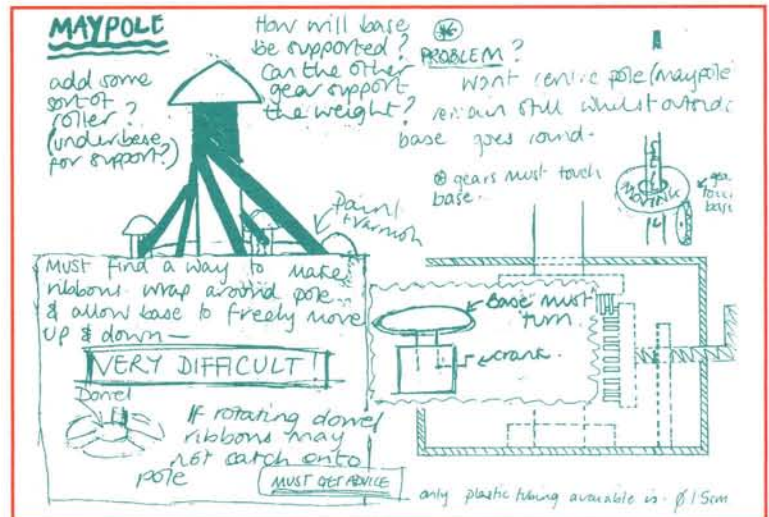 MAYPOLE
add some
sort of
roller?
(under base
for support?)
How will base
be supported?
Can the other
gear support
the weight?
PROBLEM?
Want centre pole (maypole
remain still whilst outside
base goes round.
gears must touch
base.
MOVING
touch
base
Paint
varnish
Must find a way to make
ribbons wrap around pole..
& allow base to freely move
up & down —
VERY DIFFICULT!
Dowel
If rotating dowel
ribbons may
not catch onto
pole
MUST GET ADVICE
Base must
turn.
crank.
only plastic tubing available is ø 15cm